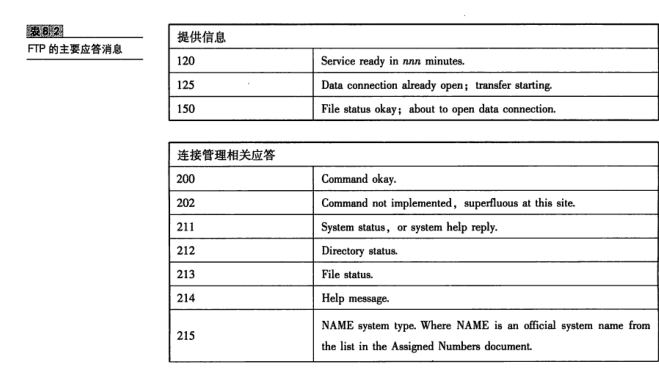 表8.2
FTP 的主要应答消息
提供信息
120 Service ready in nnn minutes.
125 Data connection already open; transfer starting.
150 File status okay; about to open data connection.
连接管理相关应答
200 Command okay.
202 Command not implemented, superfluous at this site.
211 System status, or system help reply.
212 Directory status.
213 File status.
214 Help message.
215 NAME system type. Where NAME is an official system name from
the list in the Assigned Numbers document.